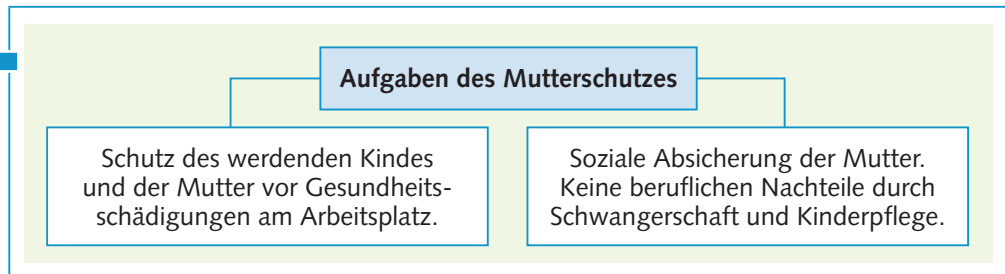 Aufgaben des Mutterschutzes
Schutz des werdenden Kindes
und der Mutter vor Gesundheits-
schädigungen am Arbeitsplatz.
Soziale Absicherung der Mutter.
Keine beruflichen Nachteile durch
Schwangerschaft und Kinderpflege.